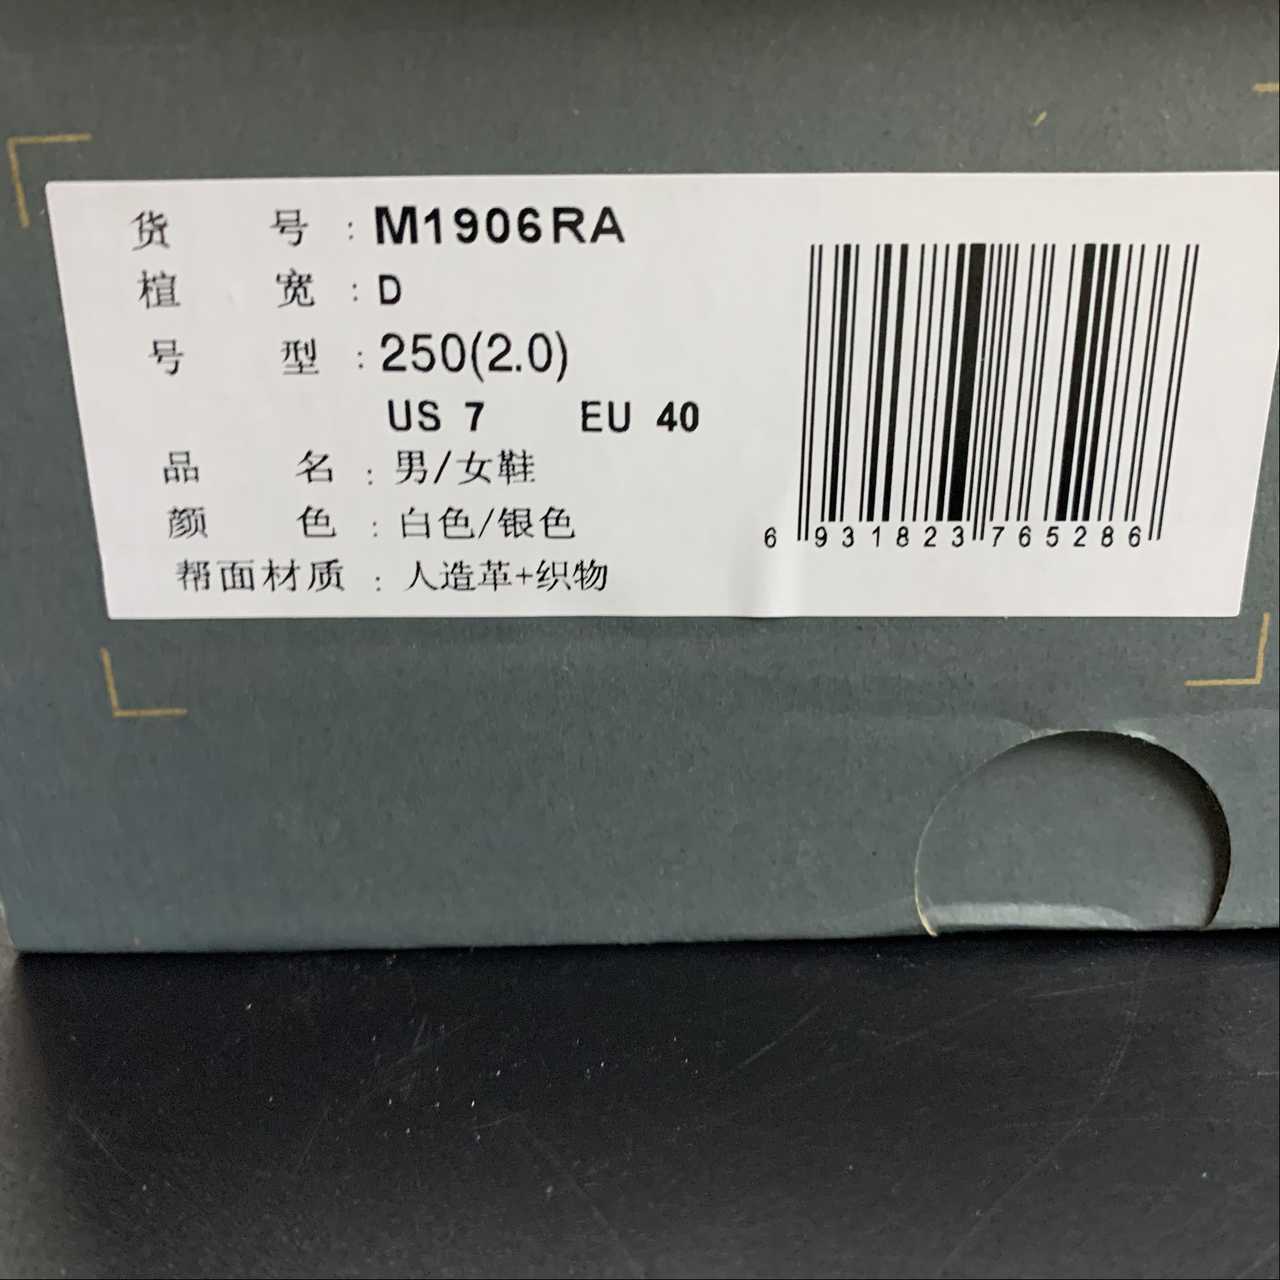 货 号 : M1906RA
楦 宽 : D
号 型 : 250(2.0)
US 7 EU 40
品 名 : 男/女鞋
颜 色 : 白色/银色
帮面材质 : 人造革+织物
6 931823 765286